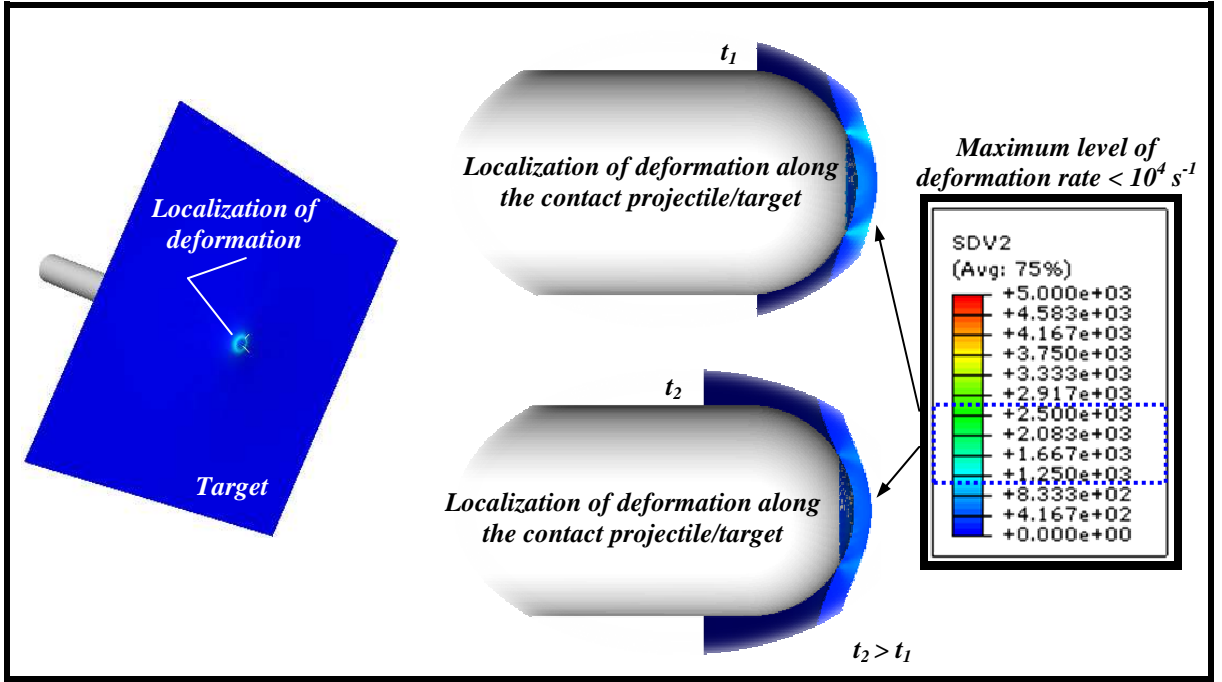 Localization of
deformation
Target
t₁
Localization of deformation along
the contact projectile/target
t₂
Localization of deformation along
the contact projectile/target
t₂ > t₁
Maximum level of
deformation rate < 10⁴ s⁻¹
SDV2
(Avg: 75%)
+5.000e+03
+4.583e+03
+4.167e+03
+3.750e+03
+3.333e+03
+2.917e+03
+2.500e+03
+2.083e+03
+1.667e+03
+1.250e+03
+8.333e+02
+4.167e+02
+0.000e+00